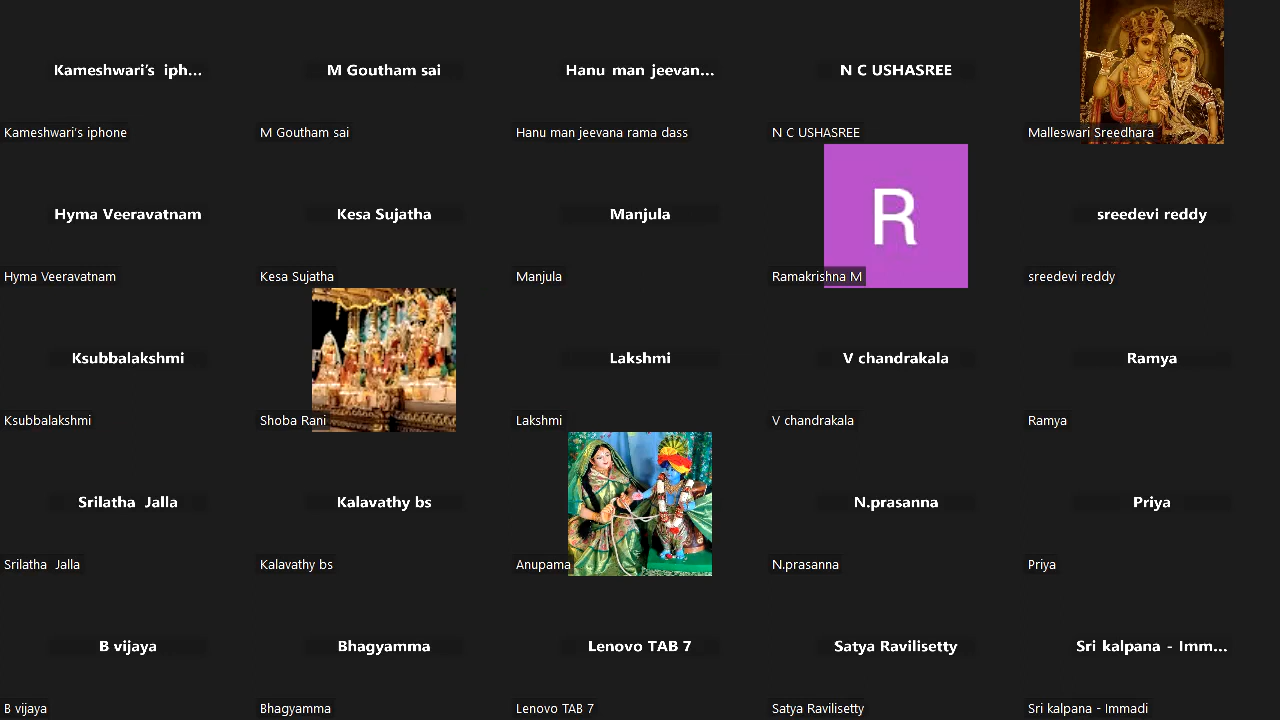 Kameshwari's iph...
M Goutham sai
Hanu man jeevan...
N C USHASREE
Kameshwari's iphone
M Goutham sai
Hanu man jeevana rama dass
N C USHASREE
Malleswari Sreedhara
Hyma Veeravatnam
Kesa Sujatha
Manjula
R
sreedevi reddy
Hyma Veeravatnam
Kesa Sujatha
Manjula
Ramakrishna M
sreedevi reddy
Ksubbalakshmi
Lakshmi
V chandrakala
Ramya
Ksubbalakshmi
Shoba Rani
Lakshmi
V chandrakala
Ramya
Srilatha Jalla
Kalavathy bs
N.prasanna
Priya
Srilatha Jalla
Kalavathy bs
Anupama
N.prasanna
Priya
B vijaya
Bhagyamma
Lenovo TAB 7
Satya Ravilisetty
Sri kalpana - Imm...
B vijaya
Bhagyamma
Lenovo TAB 7
Satya Ravilisetty
Sri kalpana - Immadi